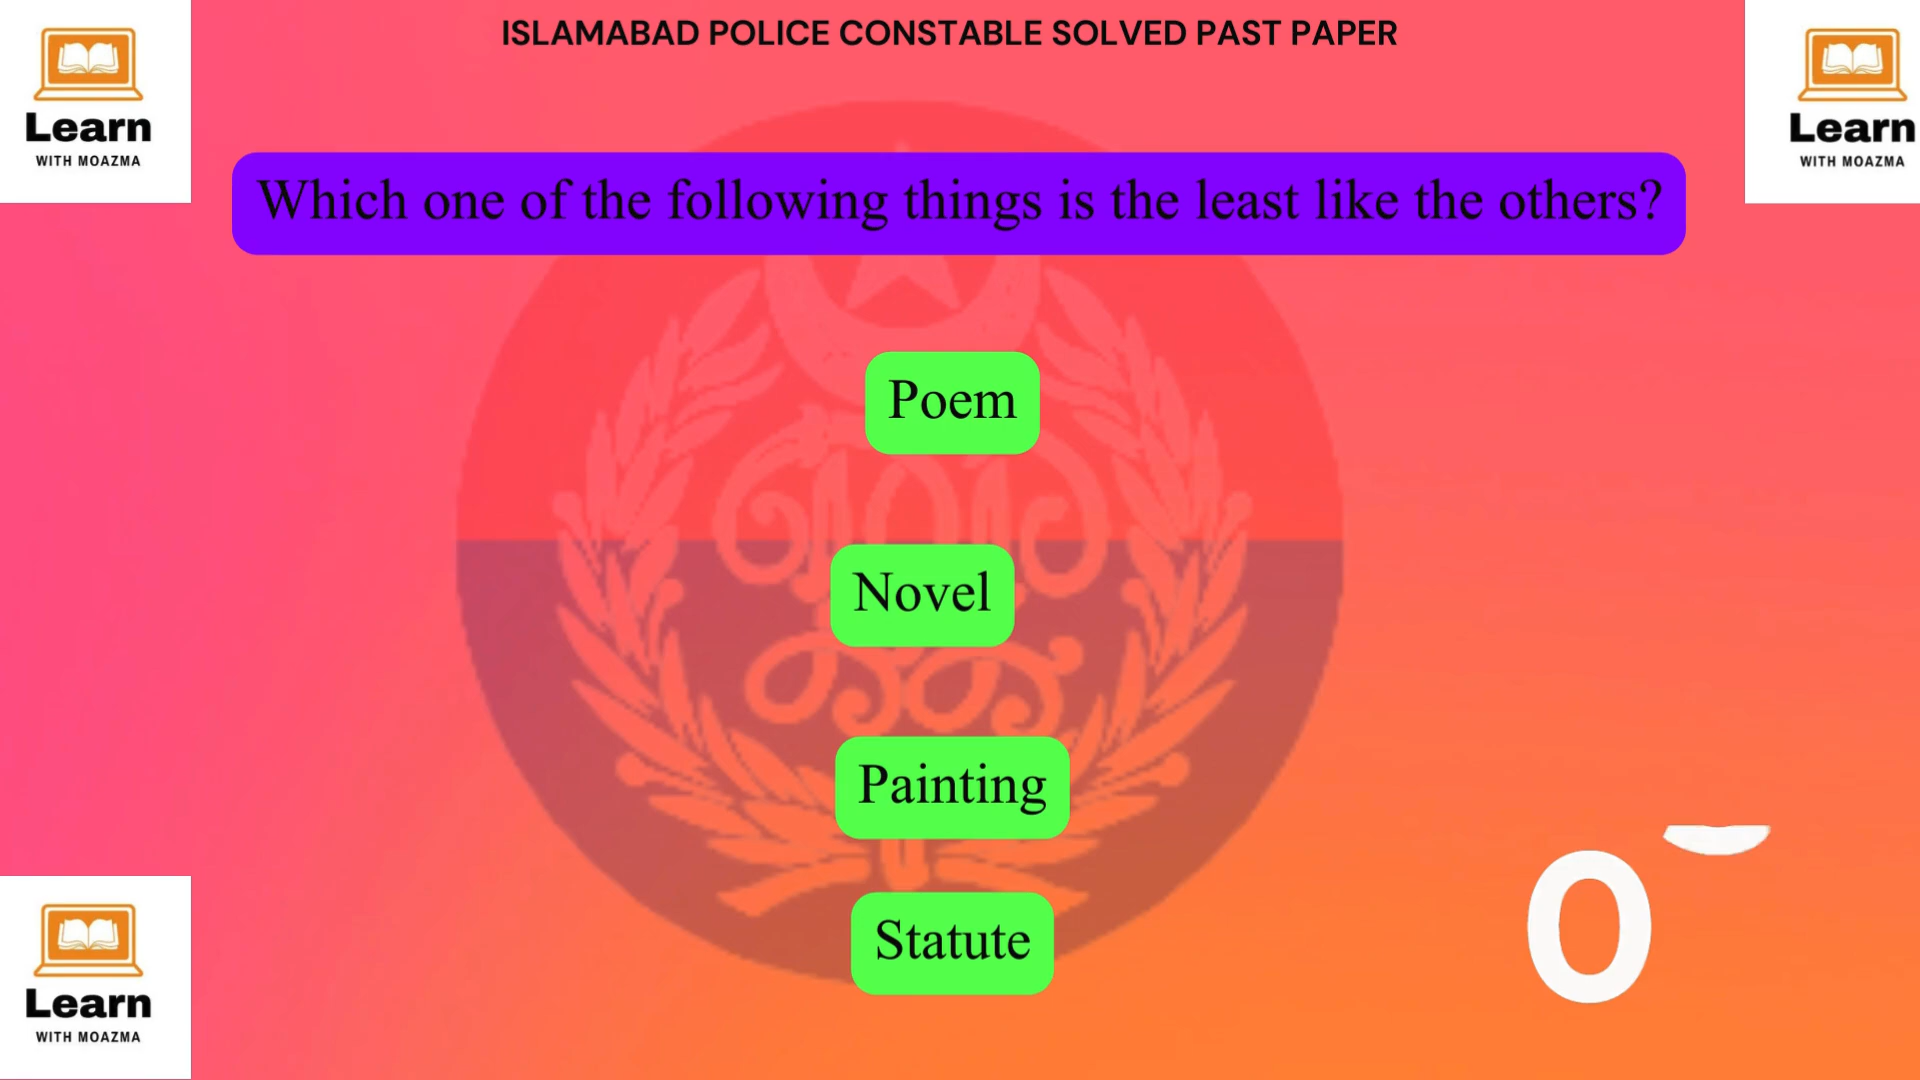 ISLAMABAD POLICE CONSTABLE SOLVED PAST PAPER
Learn
WITH MOAZMA
Learn
WITH MOAZMA
Which one of the following things is the least like the others?
Poem
Novel
Painting
Statute
0
Learn
WITH MOAZMA